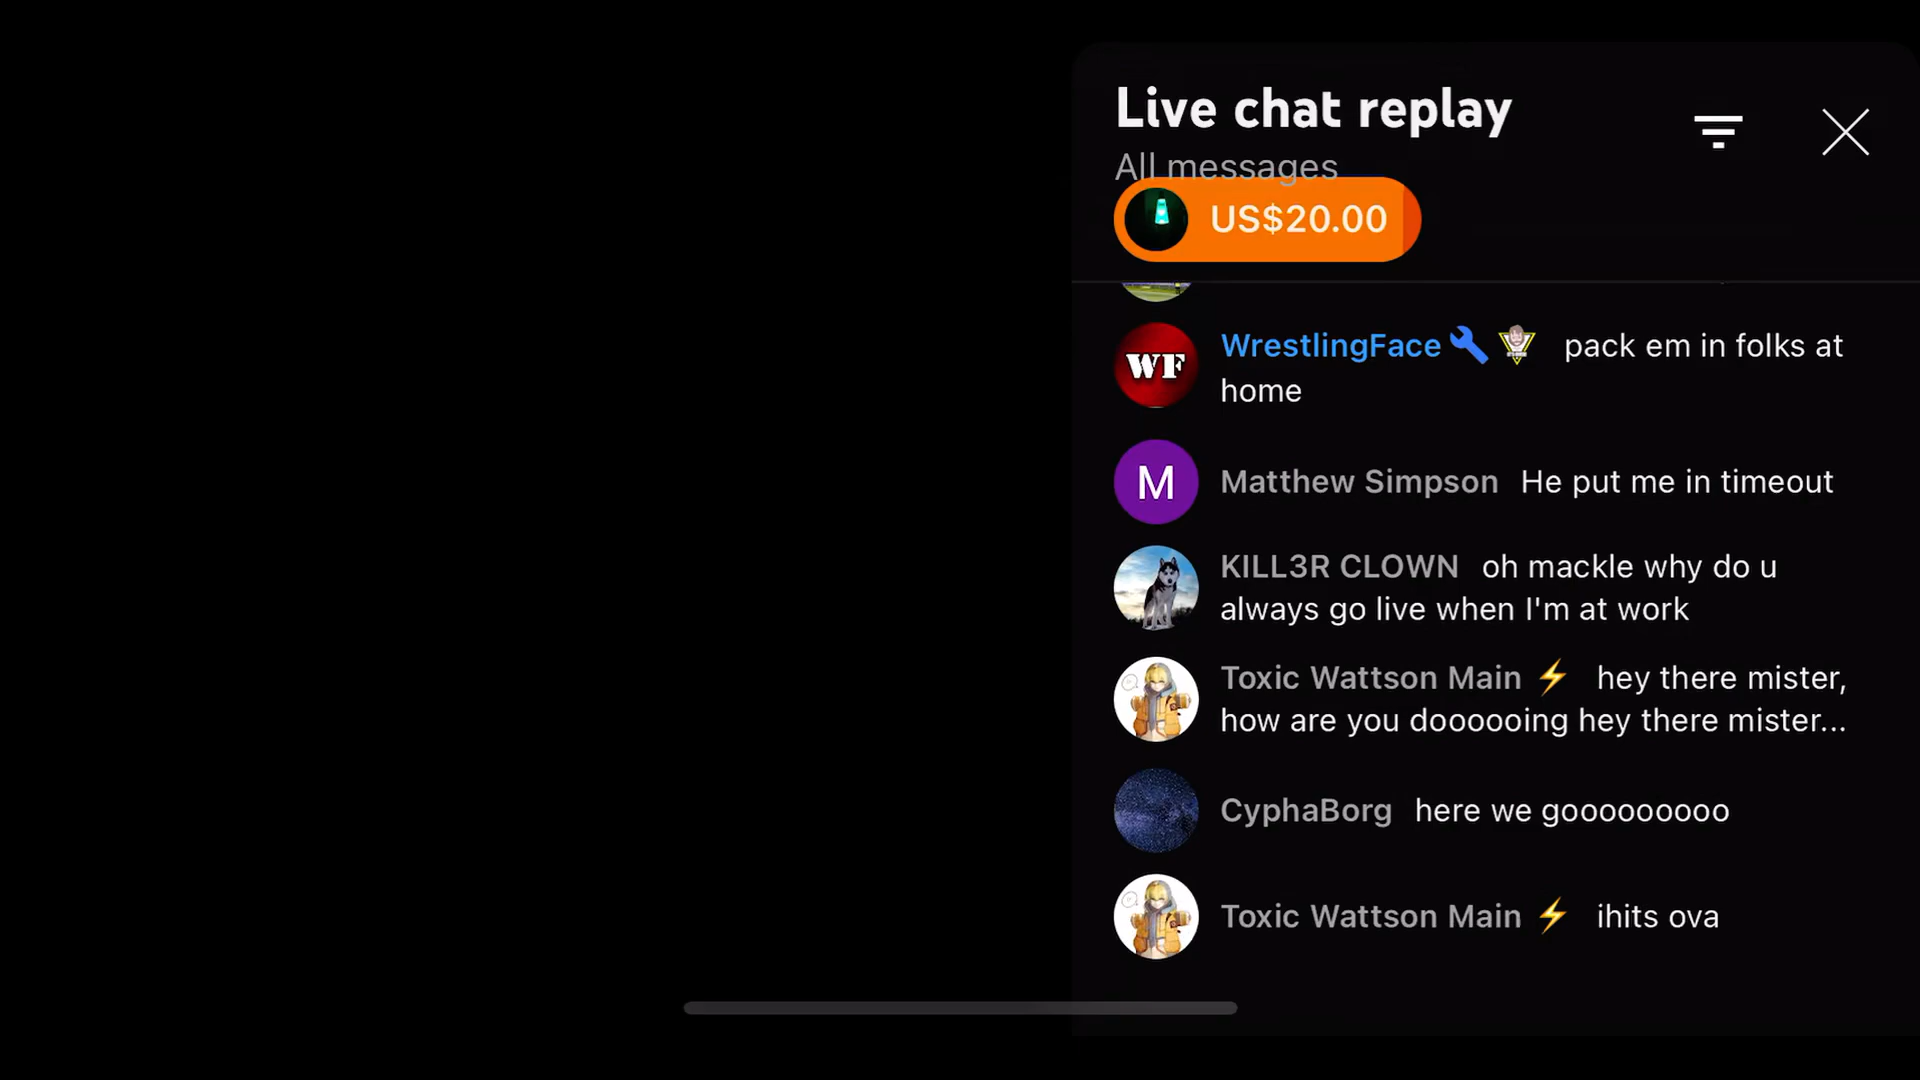 Live chat replay
All messages
US$20.00
WF
WrestlingFace pack em in folks at
home
M
Matthew Simpson He put me in timeout
KILL3R CLOWN oh mackle why do u
always go live when I'm at work
Toxic Wattson Main ⚡ hey there mister,
how are you doooooing hey there mister...
CyphaBorg here we gooooooooo
Toxic Wattson Main ⚡ ihits ova